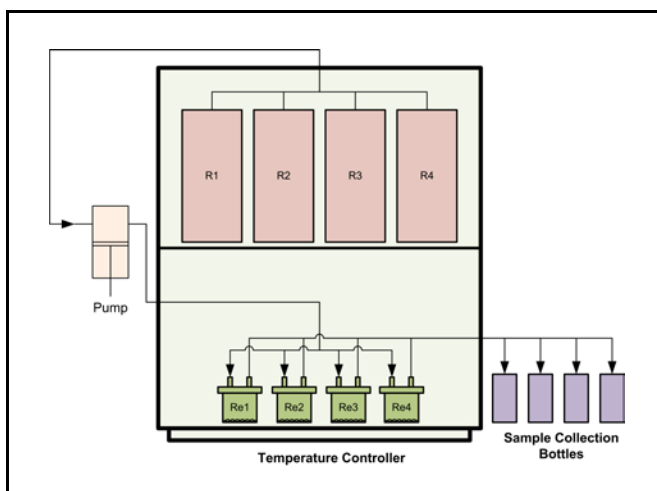 R1
R2
R3
R4
Pump
Re1
Re2
Re3
Re4
Temperature Controller
Sample Collection
Bottles